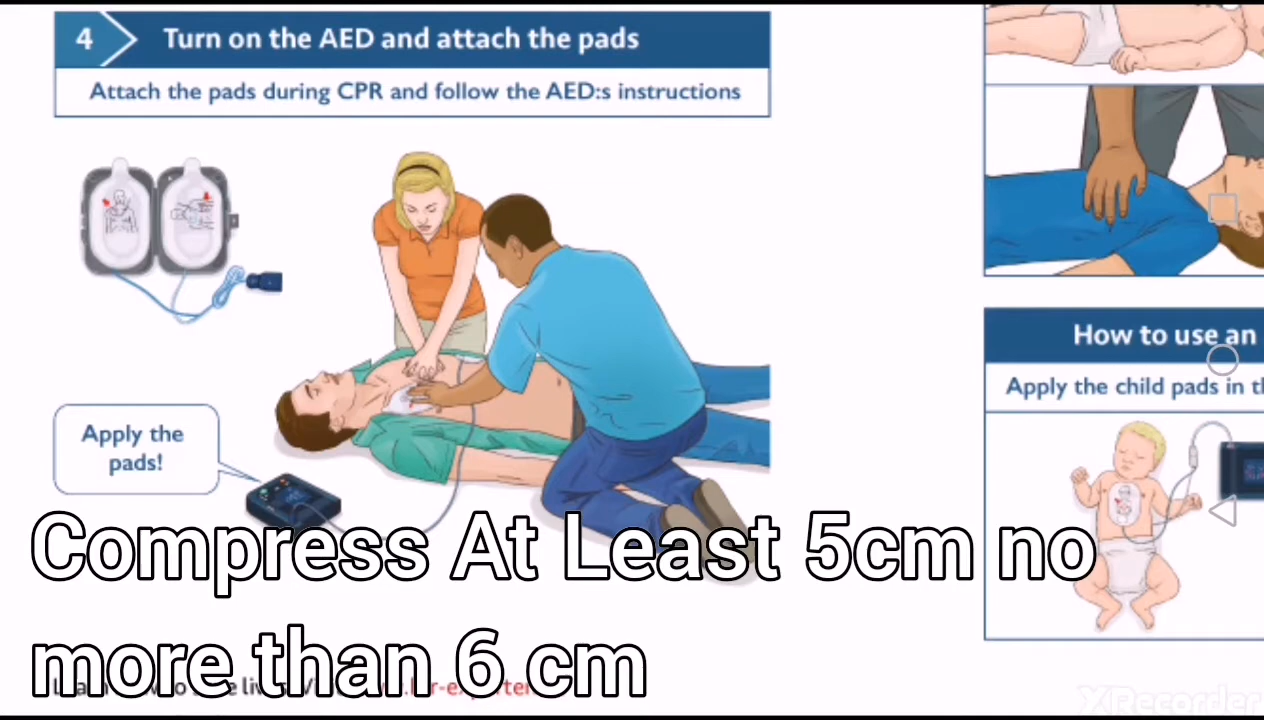 4 Turn on the AED and attach the pads
Attach the pads during CPR and follow the AED:s instructions
Apply the
pads!
How to use an
Apply the child pads in th
Compress At Least 5cm no
more than 6 cm
XRecorder